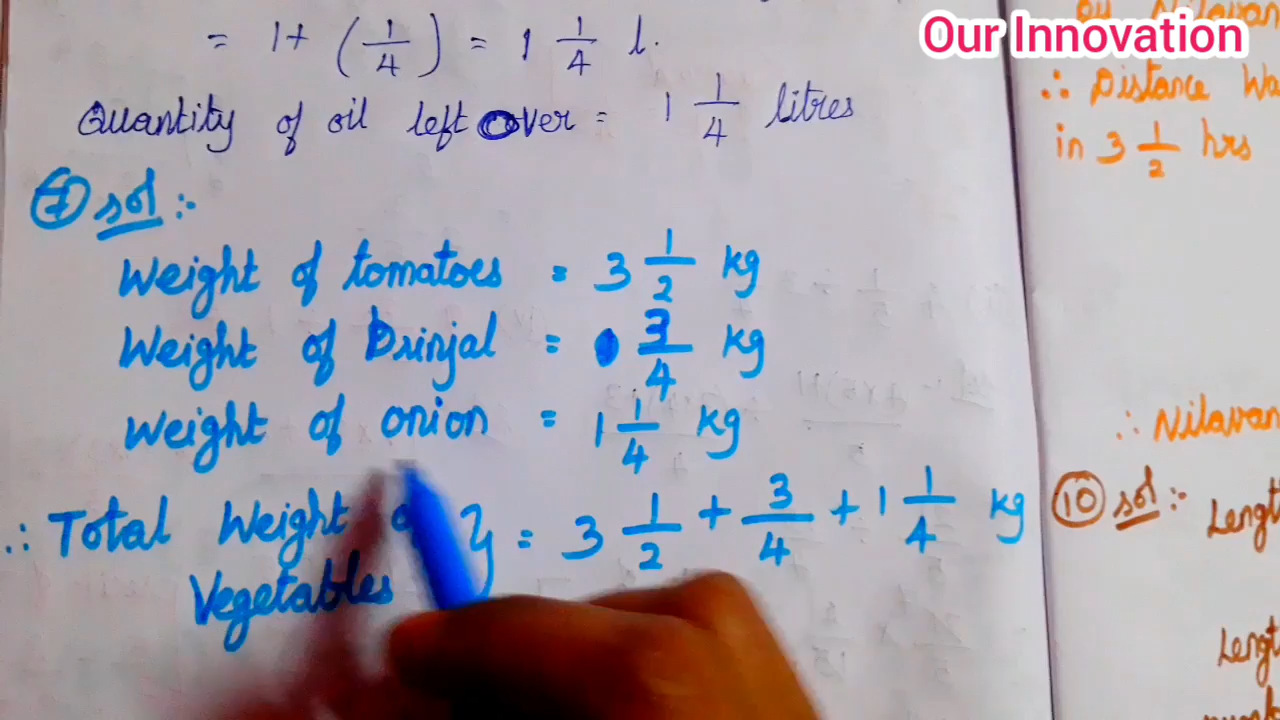 = 1+ (1/4) = 1 1/4 l.
Quantity of oil left over = 1 1/4 litres
sol :-
Weight of tomatoes = 3 1/2 kg
Weight of Brinjal = 3/4 kg
Weight of onion = 1 1/4 kg
∴ Total Weight
Vegetables } = 3 1/2 + 3/4 + 1 1/4 kg
Our Innovation
∴ Distance
in 3 1/2 hrs
∴
10 sol :-